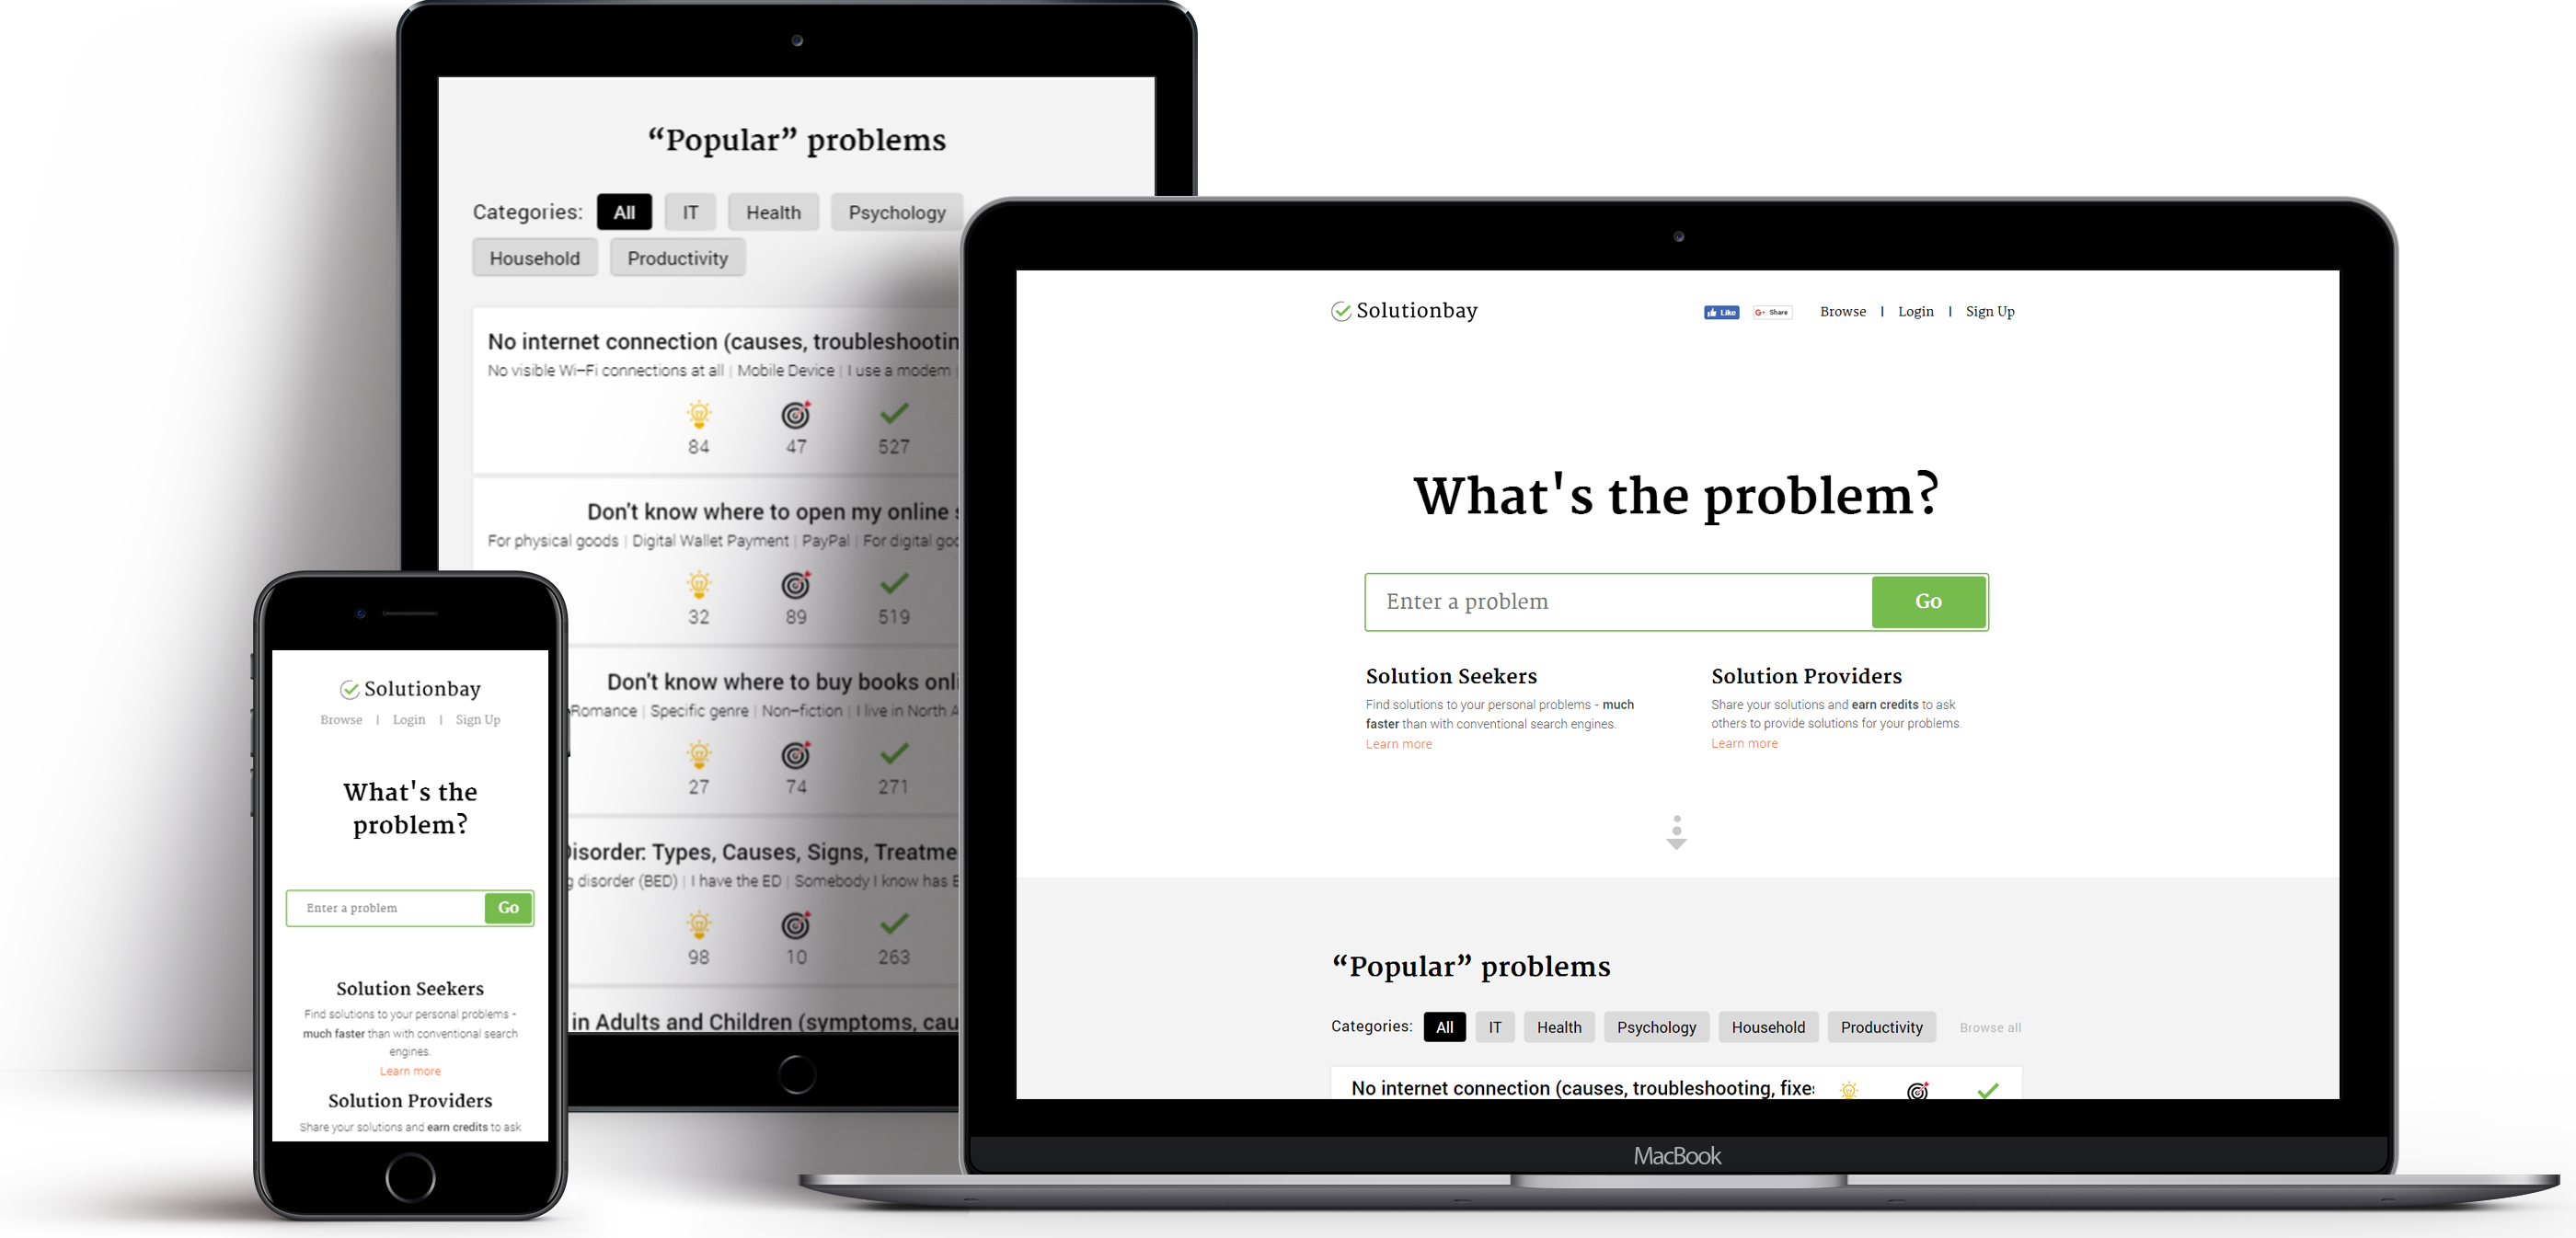 “Popular” problems
Categories: All IT Health Psychology
Household Productivity
No internet connection (causes,
No visible Wi-Fi connections at all | Mobile Device | I use a modem |
84 47 527
Don't know where to open my online
For physical goods | Digital Wallet Payment | PayPal | For digital
32 89 519
Don't know where to buy books
Romance | Specific genre | Non-fiction | I live in North
27 74 271
Types, Causes, Signs,
disorder (BED) | I have the ED | Somebody I know has
98 10 263
in Adults and Children (symptoms,
Solutionbay
Browse | Login | Sign Up
What's the
problem?
Enter a problem Go
Solution Seekers
Find solutions to your personal problems -
much faster than with conventional search
engines.
Learn more
Solution Providers
Share your solutions and earn credits to ask
Solutionbay Like G+ Share Browse | Login | Sign Up
What's the problem?
Enter a problem Go
Solution Seekers
Find solutions to your personal problems - much
faster than with conventional search engines.
Learn more
Solution Providers
Share your solutions and earn credits to ask
others to provide solutions for your problems.
Learn more
“Popular” problems
Categories: All IT Health Psychology Household Productivity Browse all
No internet connection (causes, troubleshooting,
MacBook